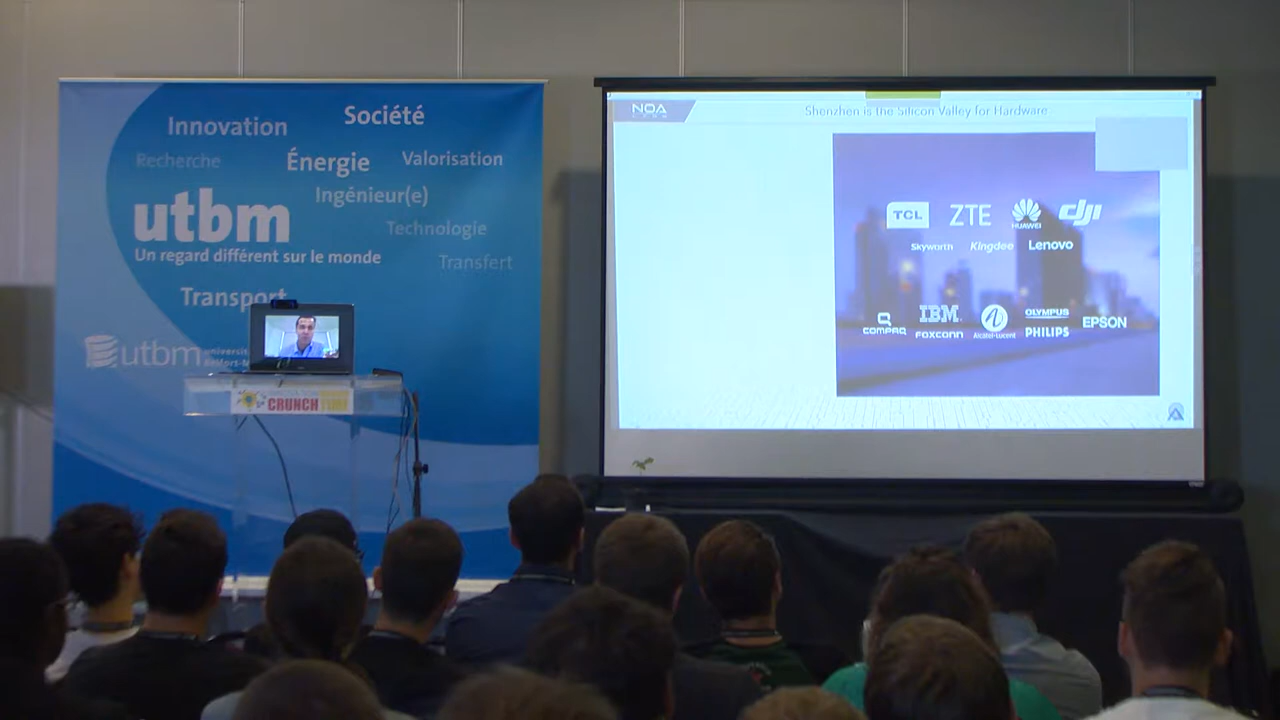 Société
Innovation
Recherche
Énergie
Valorisation
Ingénieur(e)
utbm
Technologie
Un regard différent sur le monde
Transfert
Transport
utbm
CRUNCH
NOA
Shenzhen is the Silicon Valley for Hardware
TCL ZTE HUAWEI dji
Skyworth Kingdee Lenovo
COMPAQ IBM Alcatel-Lucent OLYMPUS EPSON
FOXCONN PHILIPS